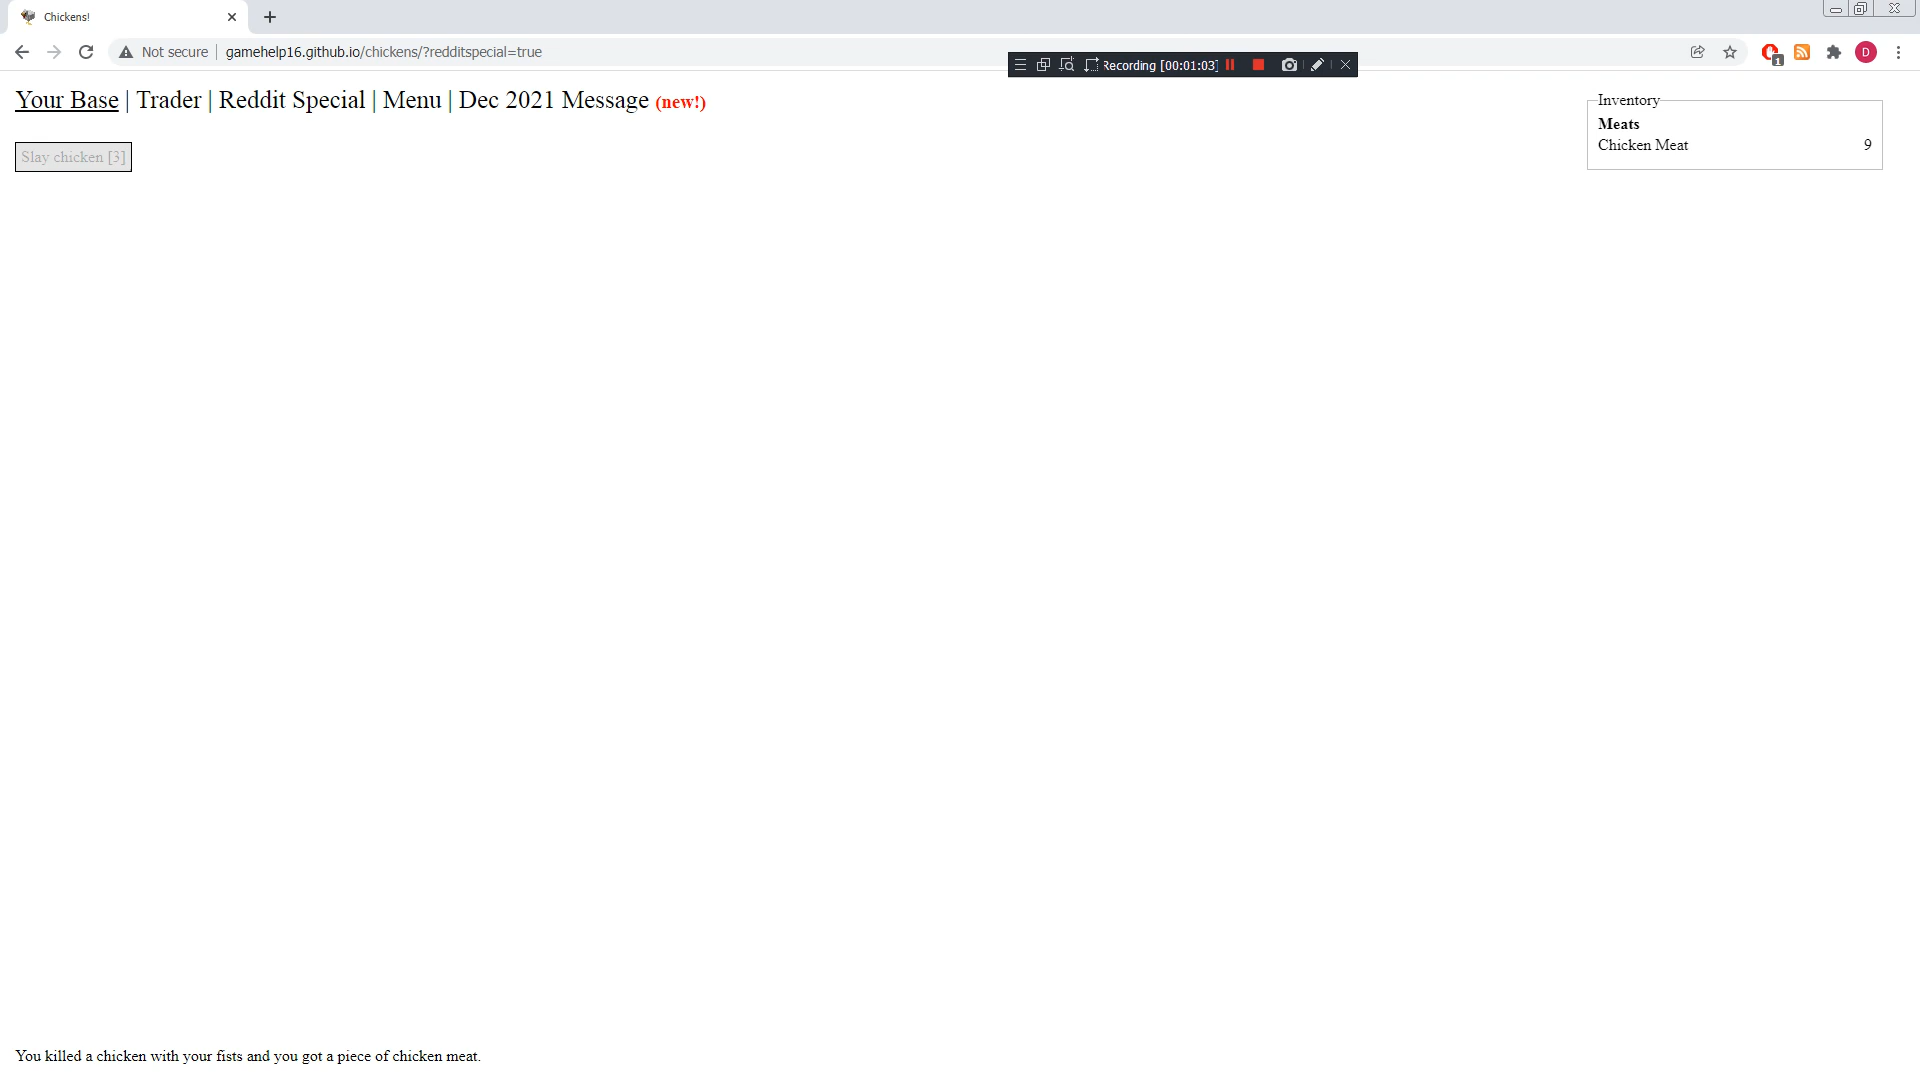 Chickens!
Not secure | gamehelp16.github.io/chickens/?redditspecial=true
1
D
Recording [00:01:03]
Your Base | Trader | Reddit Special | Menu | Dec 2021 Message (new!)
Inventory
Meats
Chicken Meat 9
Slay chicken [3]
You killed a chicken with your fists and you got a piece of chicken meat.